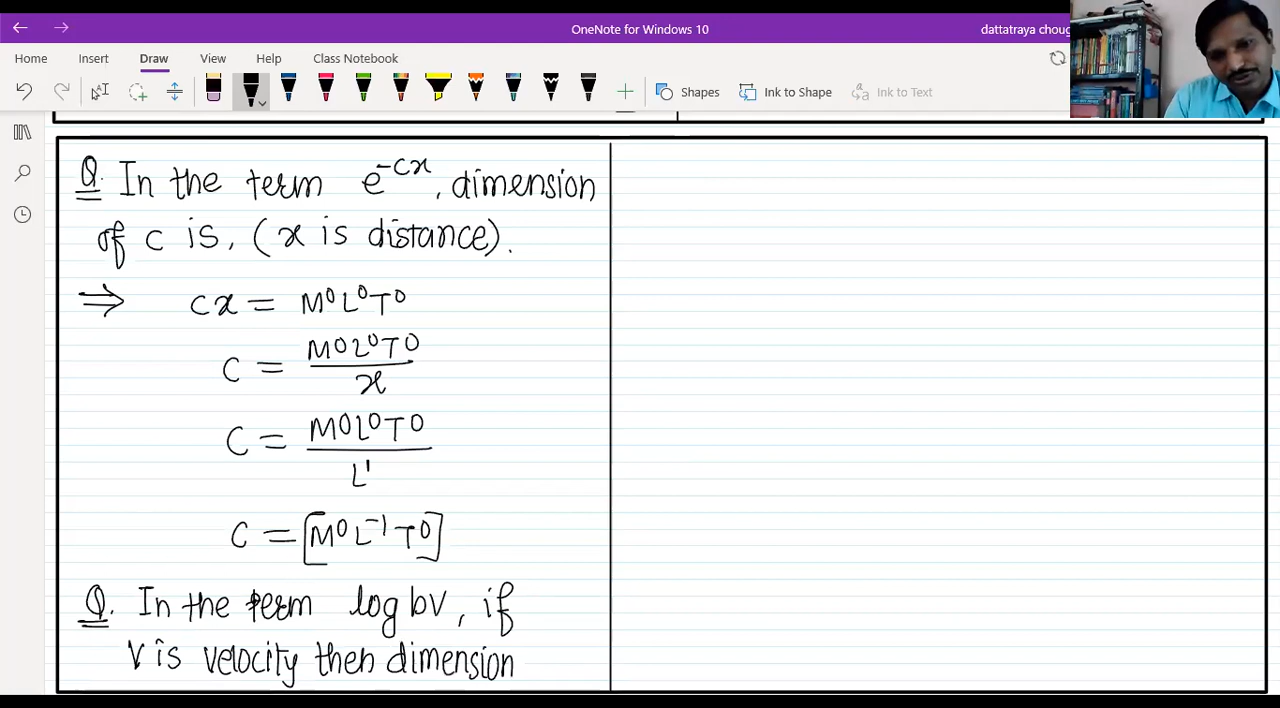 OneNote for Windows 10
dattatraya choug
Home Insert Draw View Help Class Notebook
Shapes Ink to Shape Ink to Text
Q. In the term e⁻ᶜˣ, dimension
of c is, (x is distance).
⇒ cx = M⁰L⁰T⁰
C = M⁰L⁰T⁰
x
C = M⁰L⁰T⁰
L¹
C = [M⁰L⁻¹T⁰]
Q. In the term log bv, if
V is velocity then dimension